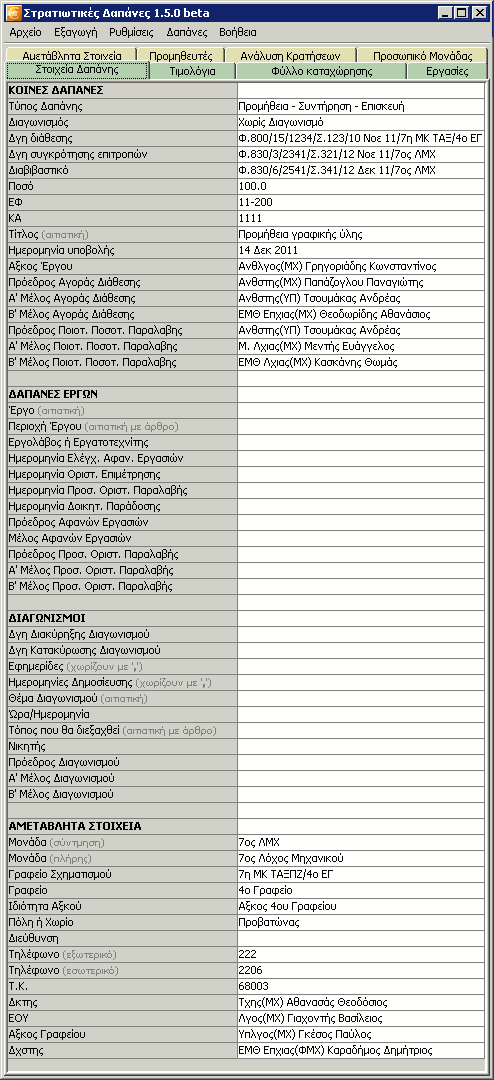 Στρατιωτικές Δαπάνες 1.5.0 beta
Αρχείο Εξαγωγή Ρυθμίσεις Δαπάνες Βοήθεια
Αμετάβλητα Στοιχεία Προμηθευτές Ανάλυση Κρατήσεων Προσωπικό Μονάδας
Στοιχεία Δαπάνης Τιμολόγια Φύλλο καταχώρησης Εργασίες
ΚΟΙΝΕΣ ΔΑΠΑΝΕΣ
Τύπος Δαπάνης Προμήθεια - Συντήρηση - Επισκευή
Διαγωνισμός Χωρίς Διαγωνισμό
Δγη διάθεσης Φ.800/15/1234/Σ.123/10 Νοε 11/7η ΜΚ ΤΑΞ/4ο ΕΓ
Δγη συγκρότησης επιτροπών Φ.830/3/2341/Σ.321/12 Νοε 11/7ος ΛΜΧ
Διαβιβαστικό Φ.830/6/2541/Σ.341/12 Δεκ 11/7ος ΛΜΧ
Ποσό 100.0
ΕΦ 11-200
ΚΑ 1111
Τίτλος (αιτιατική) Προμήθεια γραφικής ύλης
Ημερομηνία υποβολής 14 Δεκ 2011
Αξκος Έργου Ανθλγος(ΜΧ) Γρηγοριάδης Κωνσταντίνος
Πρόεδρος Αγοράς Διάθεσης Ανθστης(ΜΧ) Παπάζογλου Παναγιώτης
Α' Μέλος Αγοράς Διάθεσης Ανθστης(ΥΠ) Τσουμάκας Ανδρέας
Β' Μέλος Αγοράς Διάθεσης ΕΜΘ Επχιας(ΜΧ) Θεοδωρίδης Αθανάσιος
Πρόεδρος Ποιοτ. Ποσοτ. Παραλαβης Ανθστης(ΥΠ) Τσουμάκας Ανδρέας
Α' Μέλος Ποιοτ. Ποσοτ. Παραλαβης Μ. Λχιας(ΜΧ) Μεντής Ευάγγελος
Β' Μέλος Ποιοτ. Ποσοτ. Παραλαβης ΕΜΘ Λχιας(ΜΧ) Κασκάνης Θωμάς
ΔΑΠΑΝΕΣ ΕΡΓΩΝ
Έργο (αιτιατική)
Περιοχή Έργου (αιτιατική με άρθρο)
Εργολάβος ή Εργατοτεχνίτης
Ημερομηνία Ελέγχ. Αφαν. Εργασιών
Ημερομηνία Οριστ. Επιμέτρησης
Ημερομηνία Προσ. Οριστ. Παραλαβής
Ημερομηνία Διοικητ. Παράδοσης
Πρόεδρος Αφανών Εργασιών
Μέλος Αφανών Εργασιών
Πρόεδρος Προσ. Οριστ. Παραλαβής
Α' Μέλος Προσ. Οριστ. Παραλαβής
Β' Μέλος Προσ. Οριστ. Παραλαβής
ΔΙΑΓΩΝΙΣΜΟΙ
Δγη Διακύρηξης Διαγωνισμού
Δγη Κατακύρωσης Διαγωνισμού
Εφημερίδες (χωρίζουν με ',')
Ημερομηνίες Δημοσίευσης (χωρίζουν με ',')
Θέμα Διαγωνισμού (αιτιατική)
Ώρα/Ημερομηνία
Τόπος που θα διεξαχθεί (αιτιατική με άρθρο)
Νικητής
Πρόεδρος Διαγωνισμού
Α' Μέλος Διαγωνισμού
Β' Μέλος Διαγωνισμού
ΑΜΕΤΑΒΛΗΤΑ ΣΤΟΙΧΕΙΑ
Μονάδα (σύντμηση) 7ος ΛΜΧ
Μονάδα (πλήρης) 7ος Λόχος Μηχανικού
Γραφείο Σχηματισμού 7η ΜΚ ΤΑΞΠΖ/4ο ΕΓ
Γραφείο 4ο Γραφείο
Ιδιότητα Αξκού Αξκος 4ου Γραφείου
Πόλη ή Χωρίο Προβατώνας
Διεύθυνση
Τηλέφωνο (εξωτερικό) 222
Τηλέφωνο (εσωτερικό) 2206
Τ.Κ. 68003
Δκτης Τχης(ΜΧ) Αθανασάς Θεοδόσιος
ΕΟΥ Λγος(ΜΧ) Γιαχοντής Βασίλειος
Αξκος Γραφείου Υπλγος(ΜΧ) Γκέσος Παύλος
Δχστης ΕΜΘ Επχιας(ΦΜΧ) Καραδήμος Δημήτριος